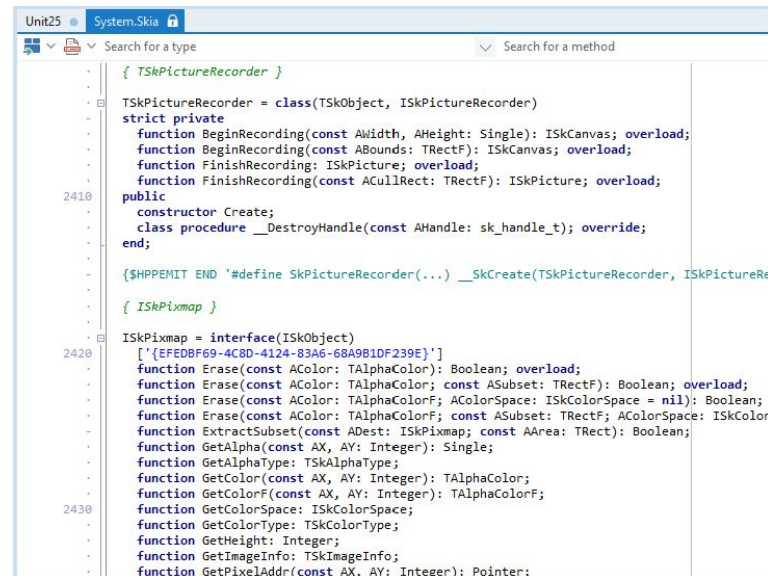 Unit25 System.Skia
Search for a type Search for a method
{ TSkPictureRecorder }
TSkPictureRecorder = class(TSkObject, ISkPictureRecorder)
strict private
function BeginRecording(const AWidth, AHeight: Single): ISkCanvas; overload;
function BeginRecording(const ABounds: TRectF): ISkCanvas; overload;
function FinishRecording: ISkPicture; overload;
function FinishRecording(const ACullRect: TRectF): ISkPicture; overload;
2410 public
constructor Create;
class procedure __DestroyHandle(const AHandle: sk_handle_t); override;
end;
{$HPPEMIT END '#define SkPictureRecorder(...) __SkCreate(TSkPictureRecorder, ISkPictureRe
{ ISkPixmap }
ISkPixmap = interface(ISkObject)
2420 ['{EFEDBF69-4C8D-4124-83A6-68A9B1DF239E}']
function Erase(const AColor: TAlphaColor): Boolean; overload;
function Erase(const AColor: TAlphaColor; const ASubset: TRectF): Boolean; overload;
function Erase(const AColor: TAlphaColorF; AColorSpace: ISkColorSpace = nil): Boolean;
function Erase(const AColor: TAlphaColorF; const ASubset: TRectF; AColorSpace: ISkColor
function ExtractSubset(const ADest: ISkPixmap; const AArea: TRect): Boolean;
function GetAlpha(const AX, AY: Integer): Single;
function GetAlphaType: TSkAlphaType;
function GetColor(const AX, AY: Integer): TAlphaColor;
function GetColorF(const AX, AY: Integer): TAlphaColorF;
2430 function GetColorSpace: ISkColorSpace;
function GetColorType: TSkColorType;
function GetHeight: Integer;
function GetImageInfo: TSkImageInfo;
function GetPixelAddr(const AX, AY: Integer): Pointer;